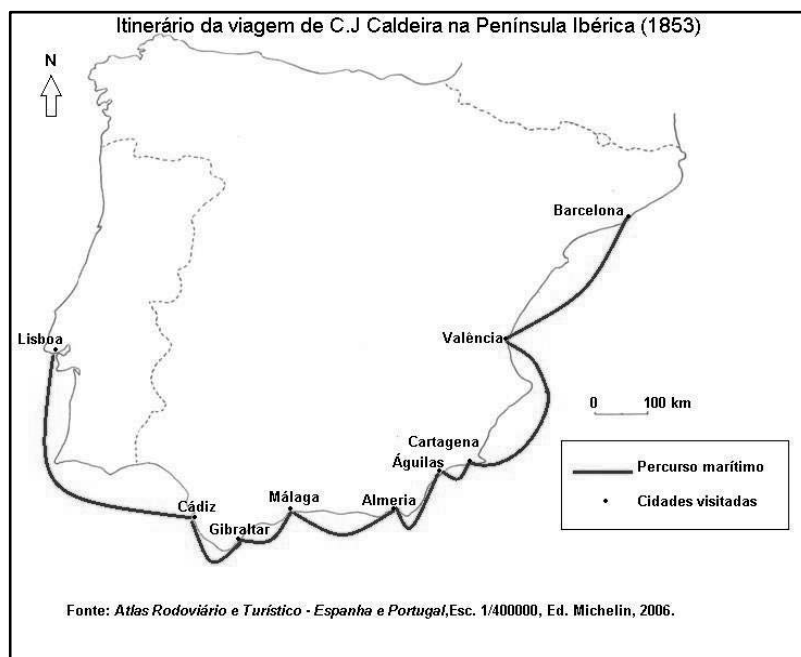 Itinerário da viagem de C.J Caldeira na Península Ibérica (1853)
N
Barcelona
Lisboa
Valência
0 100 km
Cartagena
Águilas
Percurso marítimo
Málaga
Almeria
Cádiz
Cidades visitadas
Gibraltar
Fonte: Atlas Rodoviário e Turístico - Espanha e Portugal,Esc. 1/400000, Ed. Michelin, 2006.